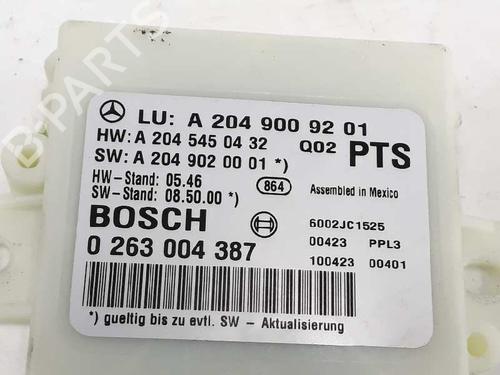 LU: A 204 900 92 01
HW: A 204 545 04 32 Q02 PTS
SW: A 204 902 00 01 *)
HW-Stand: 05.46 864 Assembled in Mexico
SW-Stand: 08.50.00 *)
BOSCH 6002JC1525
0 263 004 387 00423 PPL3
100423 00401
*) gueltig bis zu evtl. SW - Aktualisierung
B-PARTS